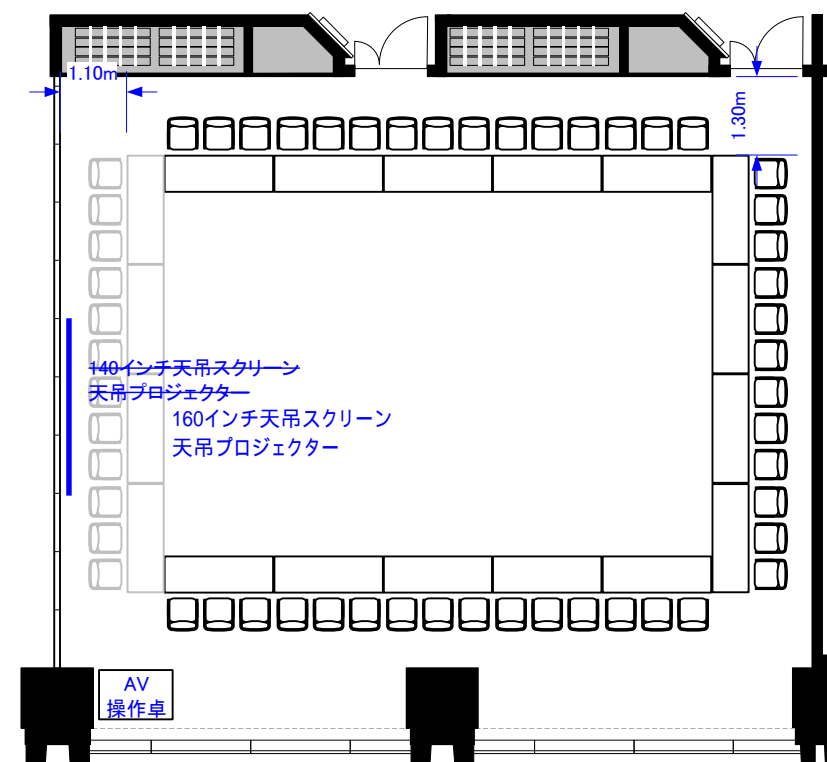 1.10m
1.30m
140インチ天吊スクリーン
天吊プロジェクター
160インチ天吊スクリーン
天吊プロジェクター
AV
操作卓